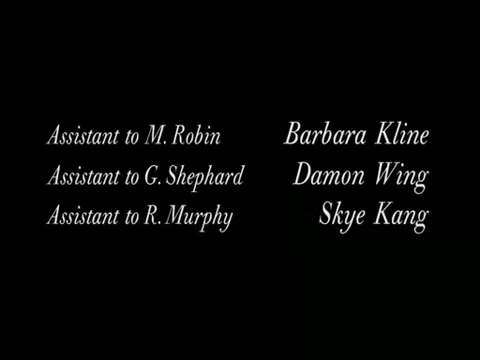 Assistant to M. Robin Barbara Kline
Assistant to G. Shephard Damon Wing
Assistant to R. Murphy Skye Kang